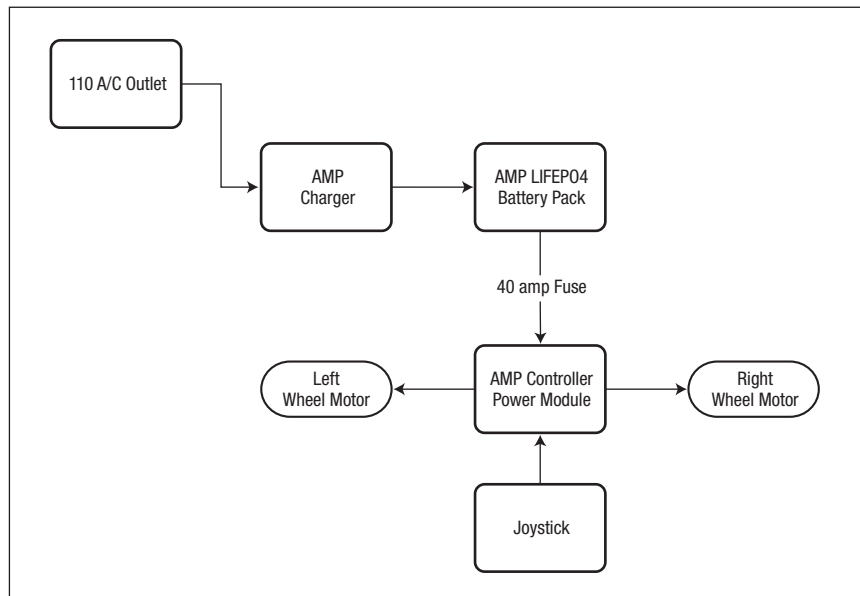 110 A/C Outlet
AMP
Charger
AMP LIFEPO4
Battery Pack
40 amp Fuse
Left
Wheel Motor
AMP Controller
Power Module
Right
Wheel Motor
Joystick